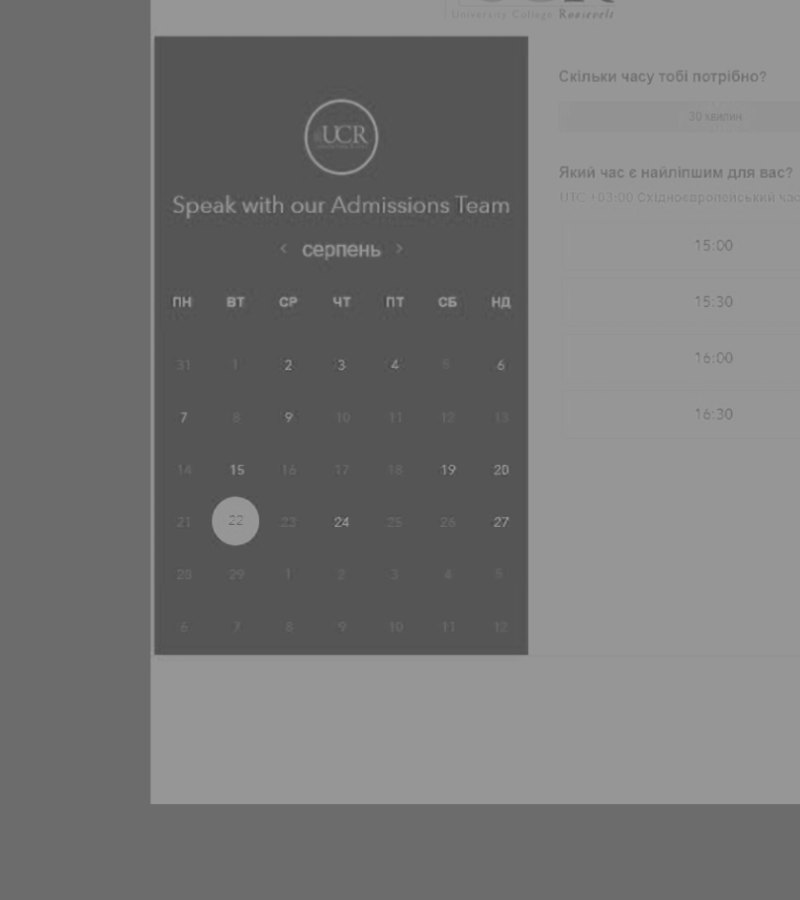 University College Roosevelt
UCR
Speak with our Admissions Team
< серпень >
ПН ВТ СР ЧТ ПТ СБ НД
31 1 2 3 4 5 6
7 8 9 10 11 12 13
14 15 16 17 18 19 20
21 22 23 24 25 26 27
28 29 1 2 3 4 5
6 7 8 9 10 11 12
Скільки часу тобі потрібно?
30 хвилин
Який час є найліпшим для вас?
UTC +03:00 Східноєвропейський час
15:00
15:30
16:00
16:30